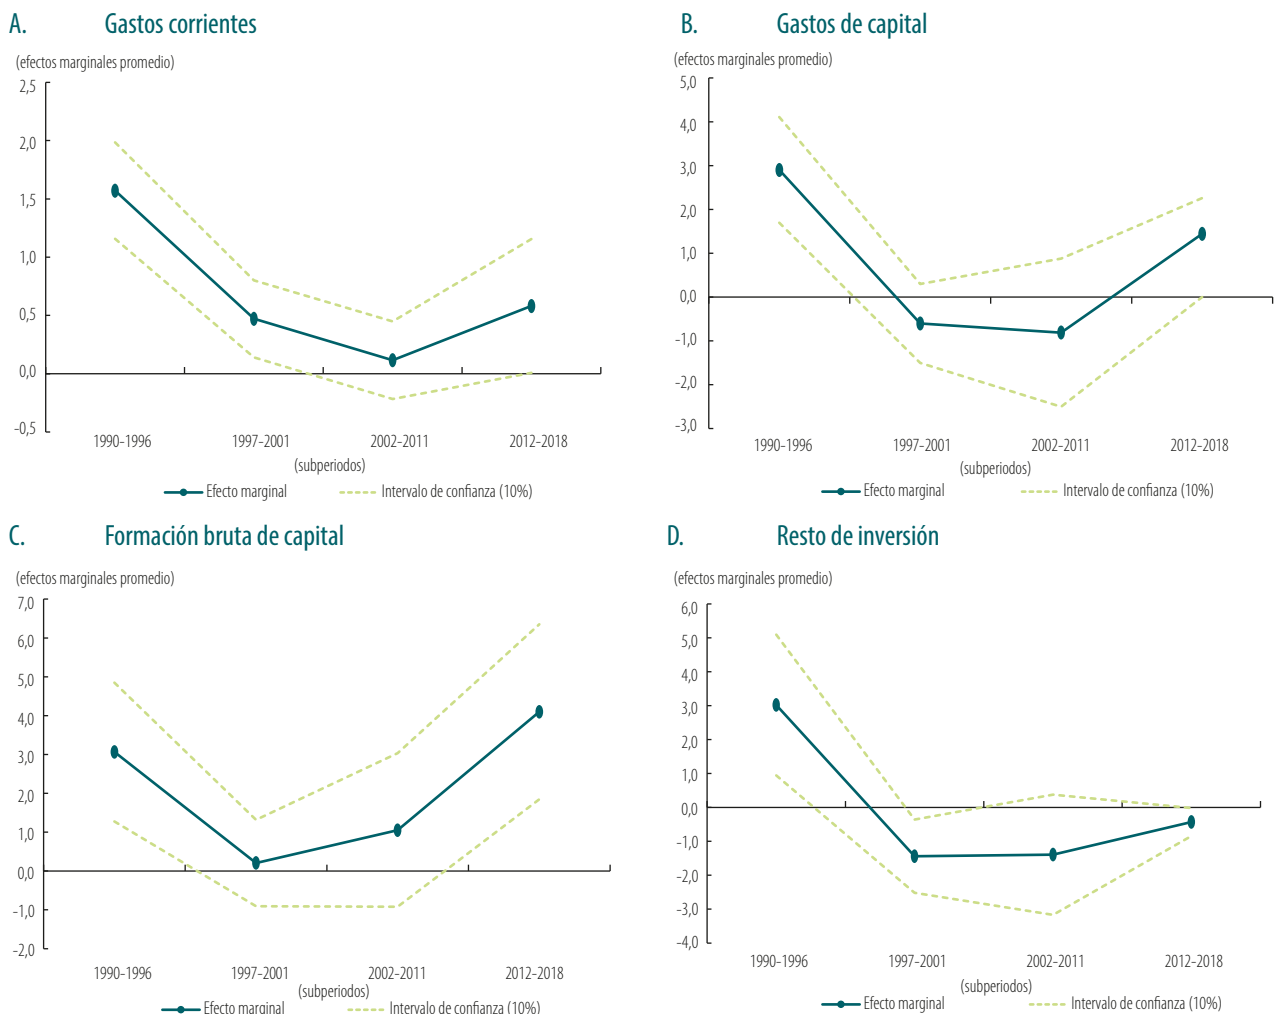 A. Gastos corrientes
(efectos marginales promedio)
2,5
2,0
1,5
1,0
0,5
0,0
-0,5
1990-1996 1997-2001 2002-2011 2012-2018
(subperiodos)
Efecto marginal Intervalo de confianza (10%)
B. Gastos de capital
(efectos marginales promedio)
5,0
4,0
3,0
2,0
1,0
0,0
-1,0
-2,0
-3,0
1990-1996 1997-2001 2002-2011 2012-2018
(subperiodos)
Efecto marginal Intervalo de confianza (10%)
C. Formación bruta de capital
(efectos marginales promedio)
7,0
6,0
5,0
4,0
3,0
2,0
1,0
0,0
-1,0
-2,0
1990-1996 1997-2001 2002-2011 2012-2018
(subperiodos)
Efecto marginal Intervalo de confianza (10%)
D. Resto de inversión
(efectos marginales promedio)
6,0
5,0
4,0
3,0
2,0
1,0
0,0
-1,0
-2,0
-3,0
-4,0
1990-1996 1997-2001 2002-2011 2012-2018
(subperiodos)
Efecto marginal Intervalo de confianza (10%)